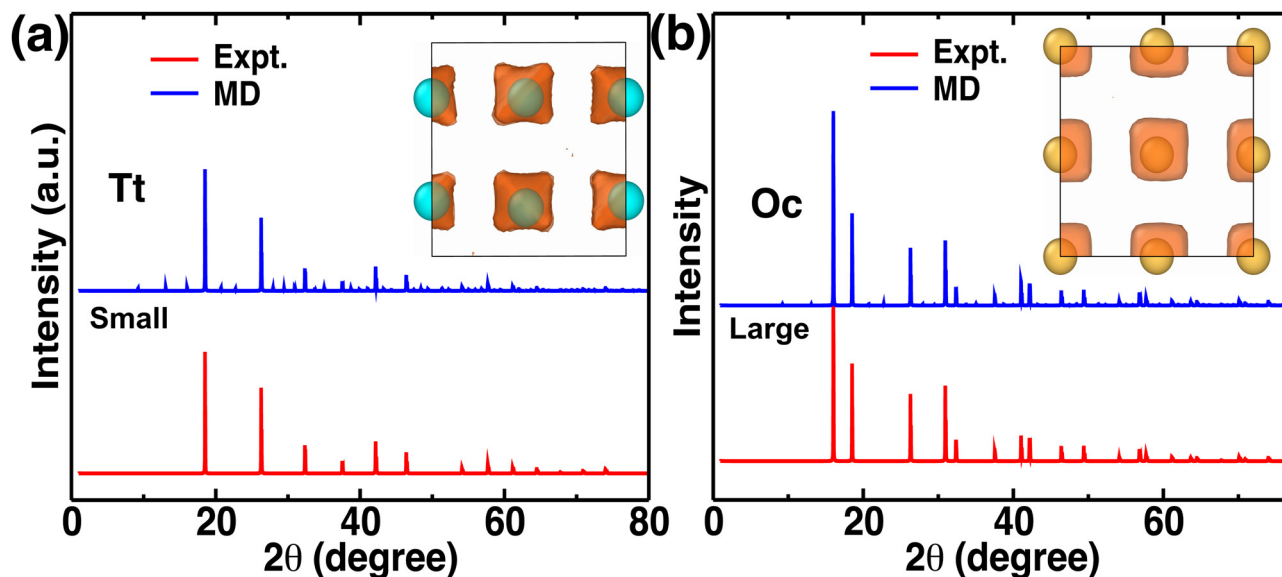 (a)
Expt.
MD
Tt
Small
Intensity (a.u.)
0 20 40 60 80
2θ (degree)
(b)
Expt.
MD
Oc
Large
Intensity
0 20 40 60
2θ (degree)